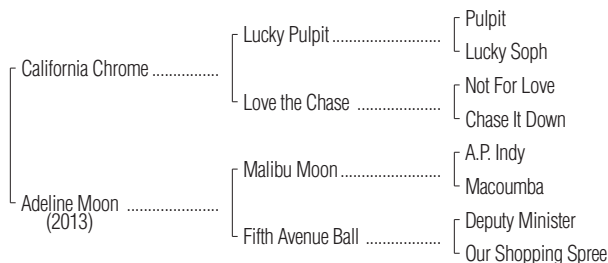 Pulpit
Lucky Pulpit ........................
Lucky Soph
California Chrome ................
Not For Love
Love the Chase .....................
Chase It Down
A.P. Indy
Malibu Moon ........................
Macoumba
Adeline Moon ......................
(2013)
Deputy Minister
Fifth Avenue Ball ..................
Our Shopping Spree